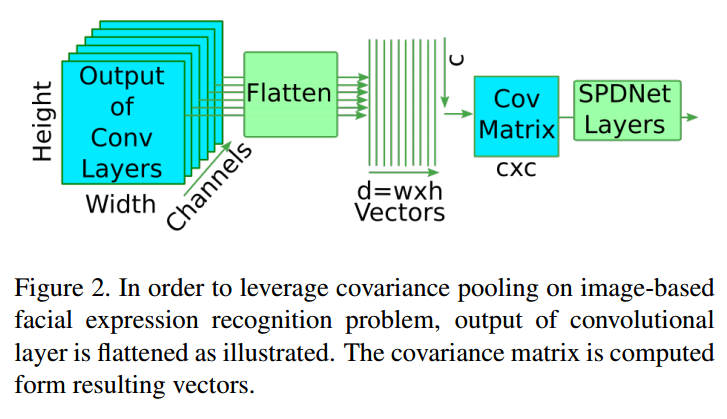 Output
of
Conv
Layers
Height
Width
Channels
Flatten
c
d=wxh
Vectors
Cov
Matrix
cxc
SPDNet
Layers
Figure 2. In order to leverage covariance pooling on image-based
facial expression recognition problem, output of convolutional
layer is flattened as illustrated. The covariance matrix is computed
form resulting vectors.